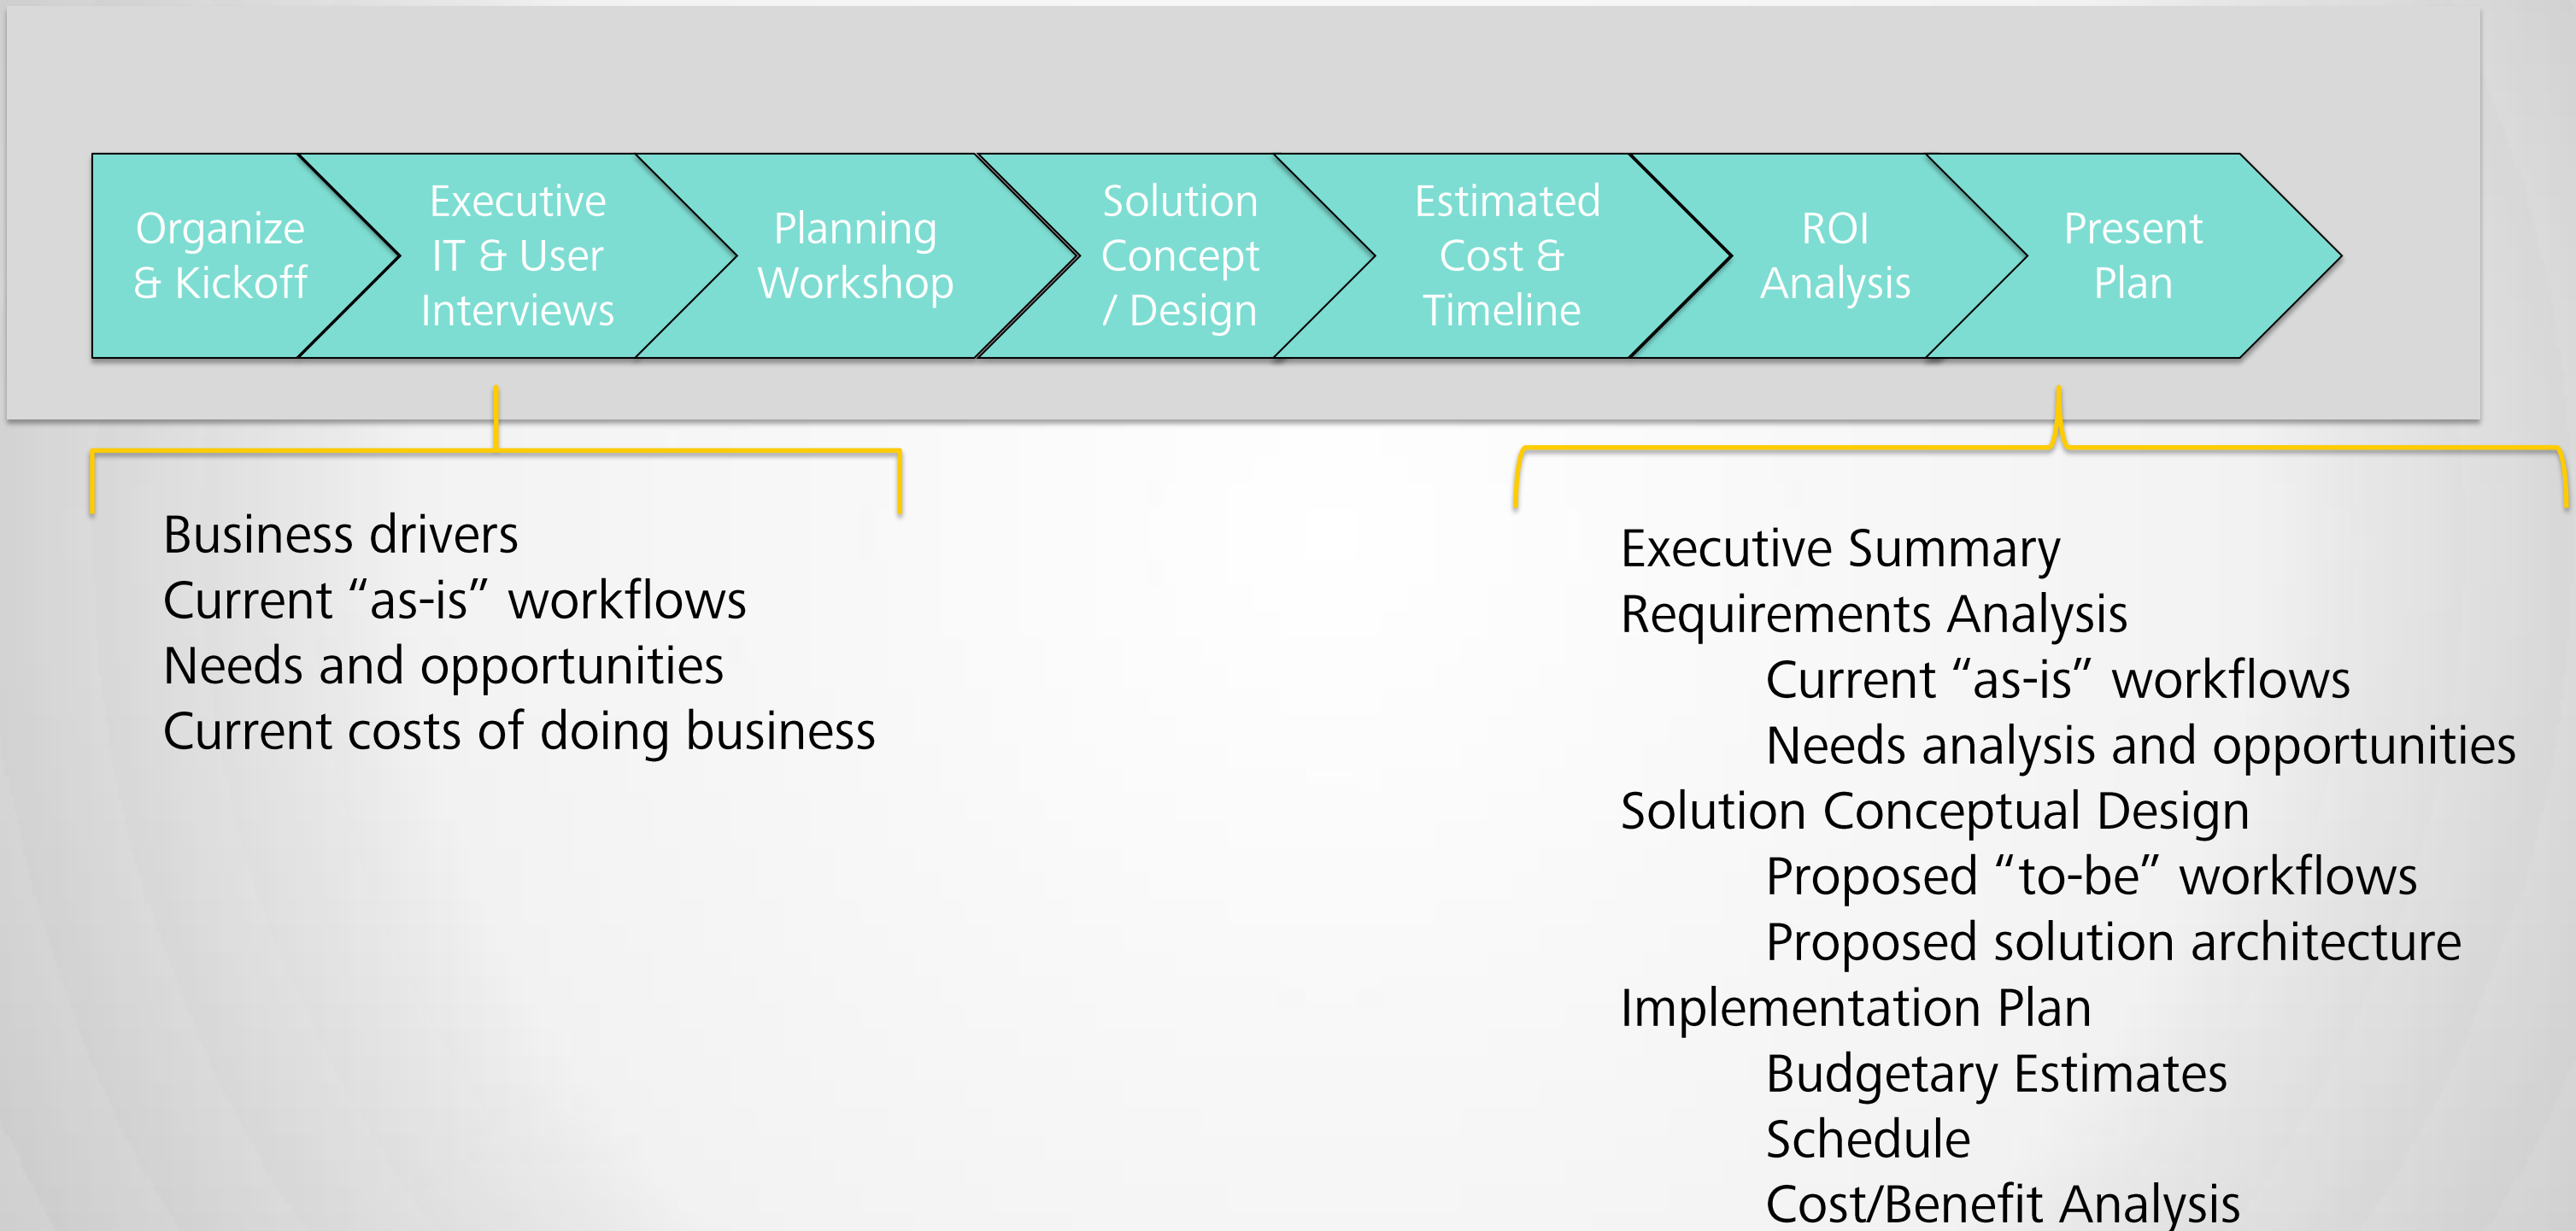 Organize
& Kickoff
Executive
IT & User
Interviews
Planning
Workshop
Solution
Concept
/ Design
Estimated
Cost &
Timeline
ROI
Analysis
Present
Plan
Business drivers
Current “as-is” workflows
Needs and opportunities
Current costs of doing business
Executive Summary
Requirements Analysis
Current “as-is” workflows
Needs analysis and opportunities
Solution Conceptual Design
Proposed “to-be” workflows
Proposed solution architecture
Implementation Plan
Budgetary Estimates
Schedule
Cost/Benefit Analysis